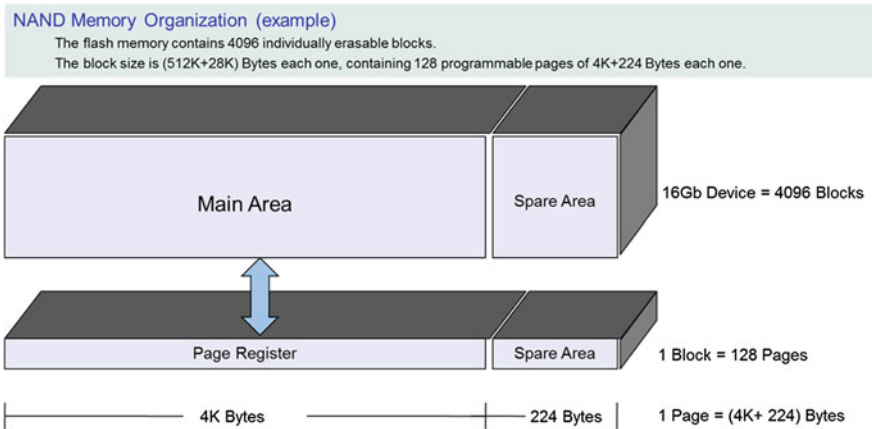 NAND Memory Organization (example)
The flash memory contains 4096 individually erasable blocks.
The block size is (512K+28K) Bytes each one, containing 128 programmable pages of 4K+224 Bytes each one.
Main Area
Spare Area
16Gb Device = 4096 Blocks
Page Register
Spare Area
1 Block = 128 Pages
4K Bytes
224 Bytes
1 Page = (4K+ 224) Bytes